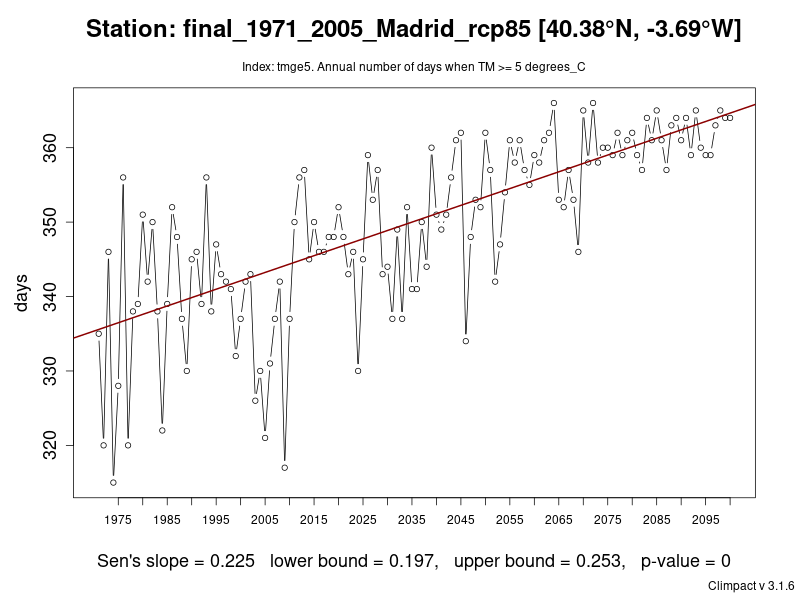 Station: final_1971_2005_Madrid_rcp85 [40.38°N, -3.69°W]
Index: tmge5. Annual number of days when TM >= 5 degrees_C
days
360
350
340
330
320
1975 1985 1995 2005 2015 2025 2035 2045 2055 2065 2075 2085 2095
Sen's slope = 0.225 lower bound = 0.197, upper bound = 0.253, p-value = 0
Climpact v 3.1.6